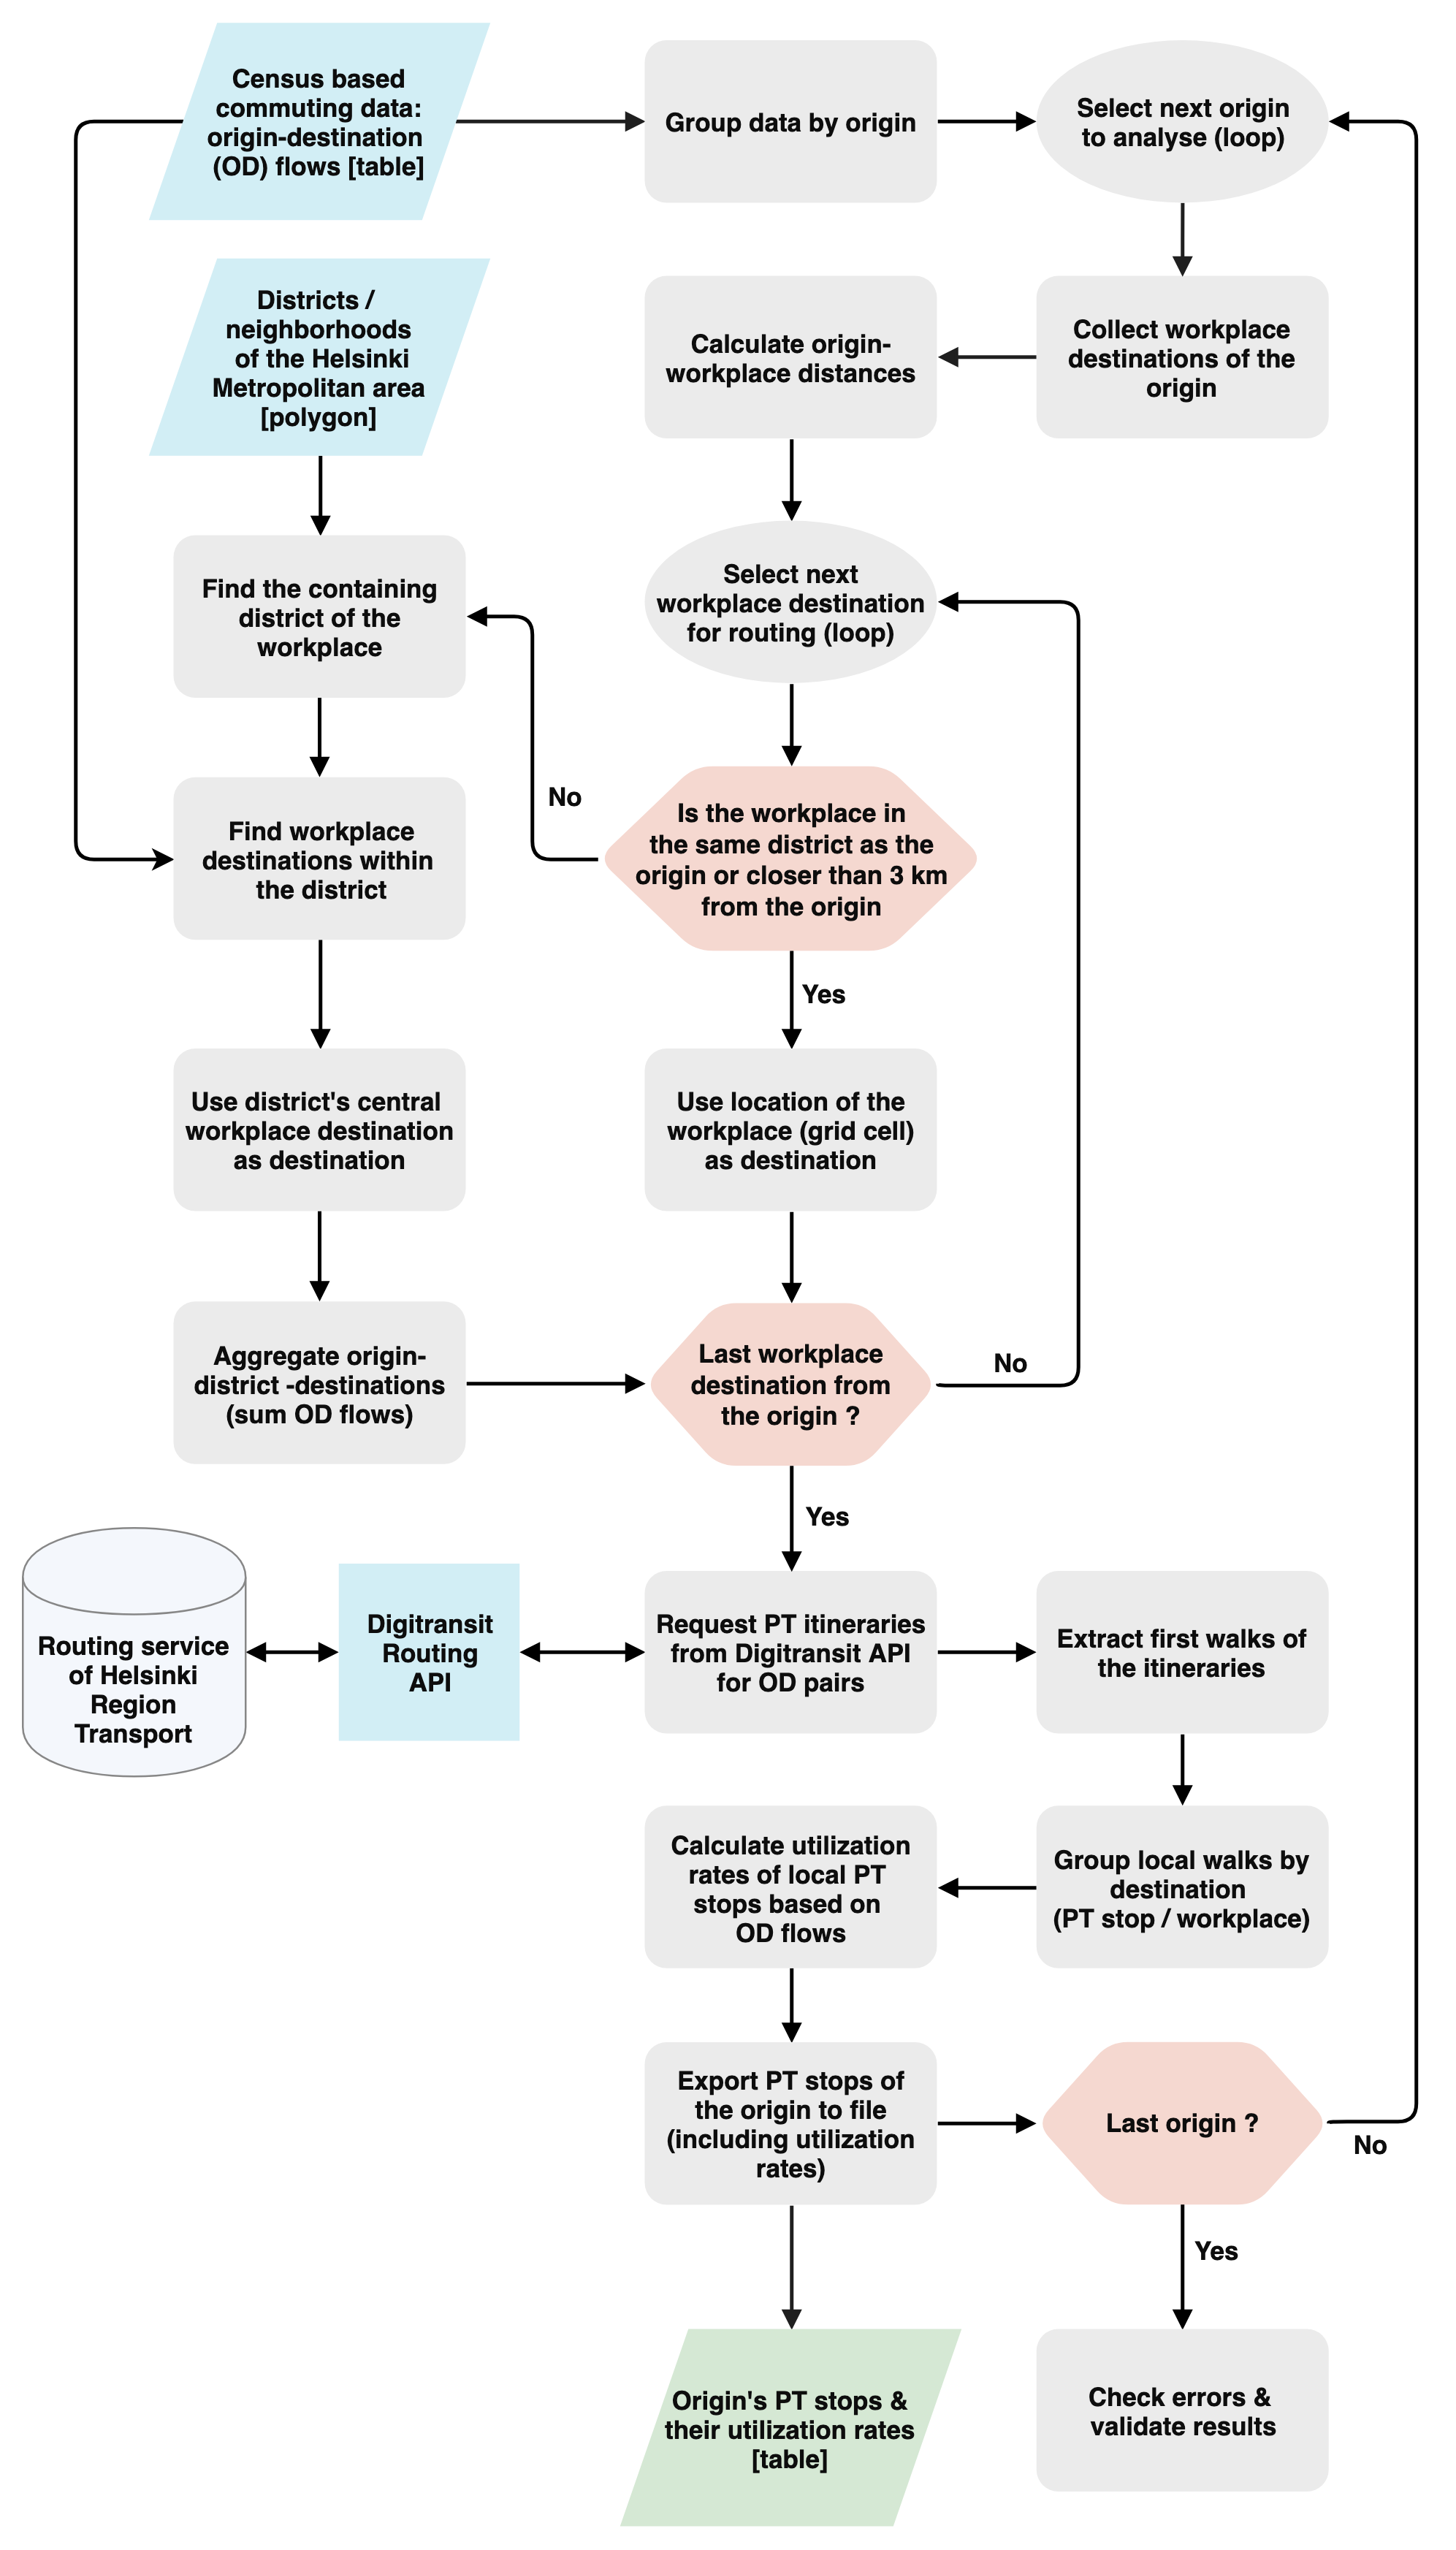 Census based
commuting data:
origin-destination
(OD) flows [table]
Group data by origin
Select next origin
to analyse (loop)
Districts /
neighborhoods
of the Helsinki
Metropolitan area
[polygon]
Calculate origin-
workplace distances
Collect workplace
destinations of the
origin
Find the containing
district of the
workplace
Select next
workplace destination
for routing (loop)
No
Find workplace
destinations within
the district
Is the workplace in
the same district as the
origin or closer than 3 km
from the origin
Yes
Use district's central
workplace destination
as destination
Use location of the
workplace (grid cell)
as destination
Aggregate origin-
district -destinations
(sum OD flows)
Last workplace
destination from
the origin ?
No
Yes
Routing service
of Helsinki
Region
Transport
Digitransit
Routing
API
Request PT itineraries
from Digitransit API
for OD pairs
Extract first walks of
the itineraries
Calculate utilization
rates of local PT
stops based on
OD flows
Group local walks by
destination
(PT stop / workplace)
Export PT stops of
the origin to file
(including utilization
rates)
Last origin ?
No
Yes
Origin's PT stops &
their utilization rates
[table]
Check errors &
validate results